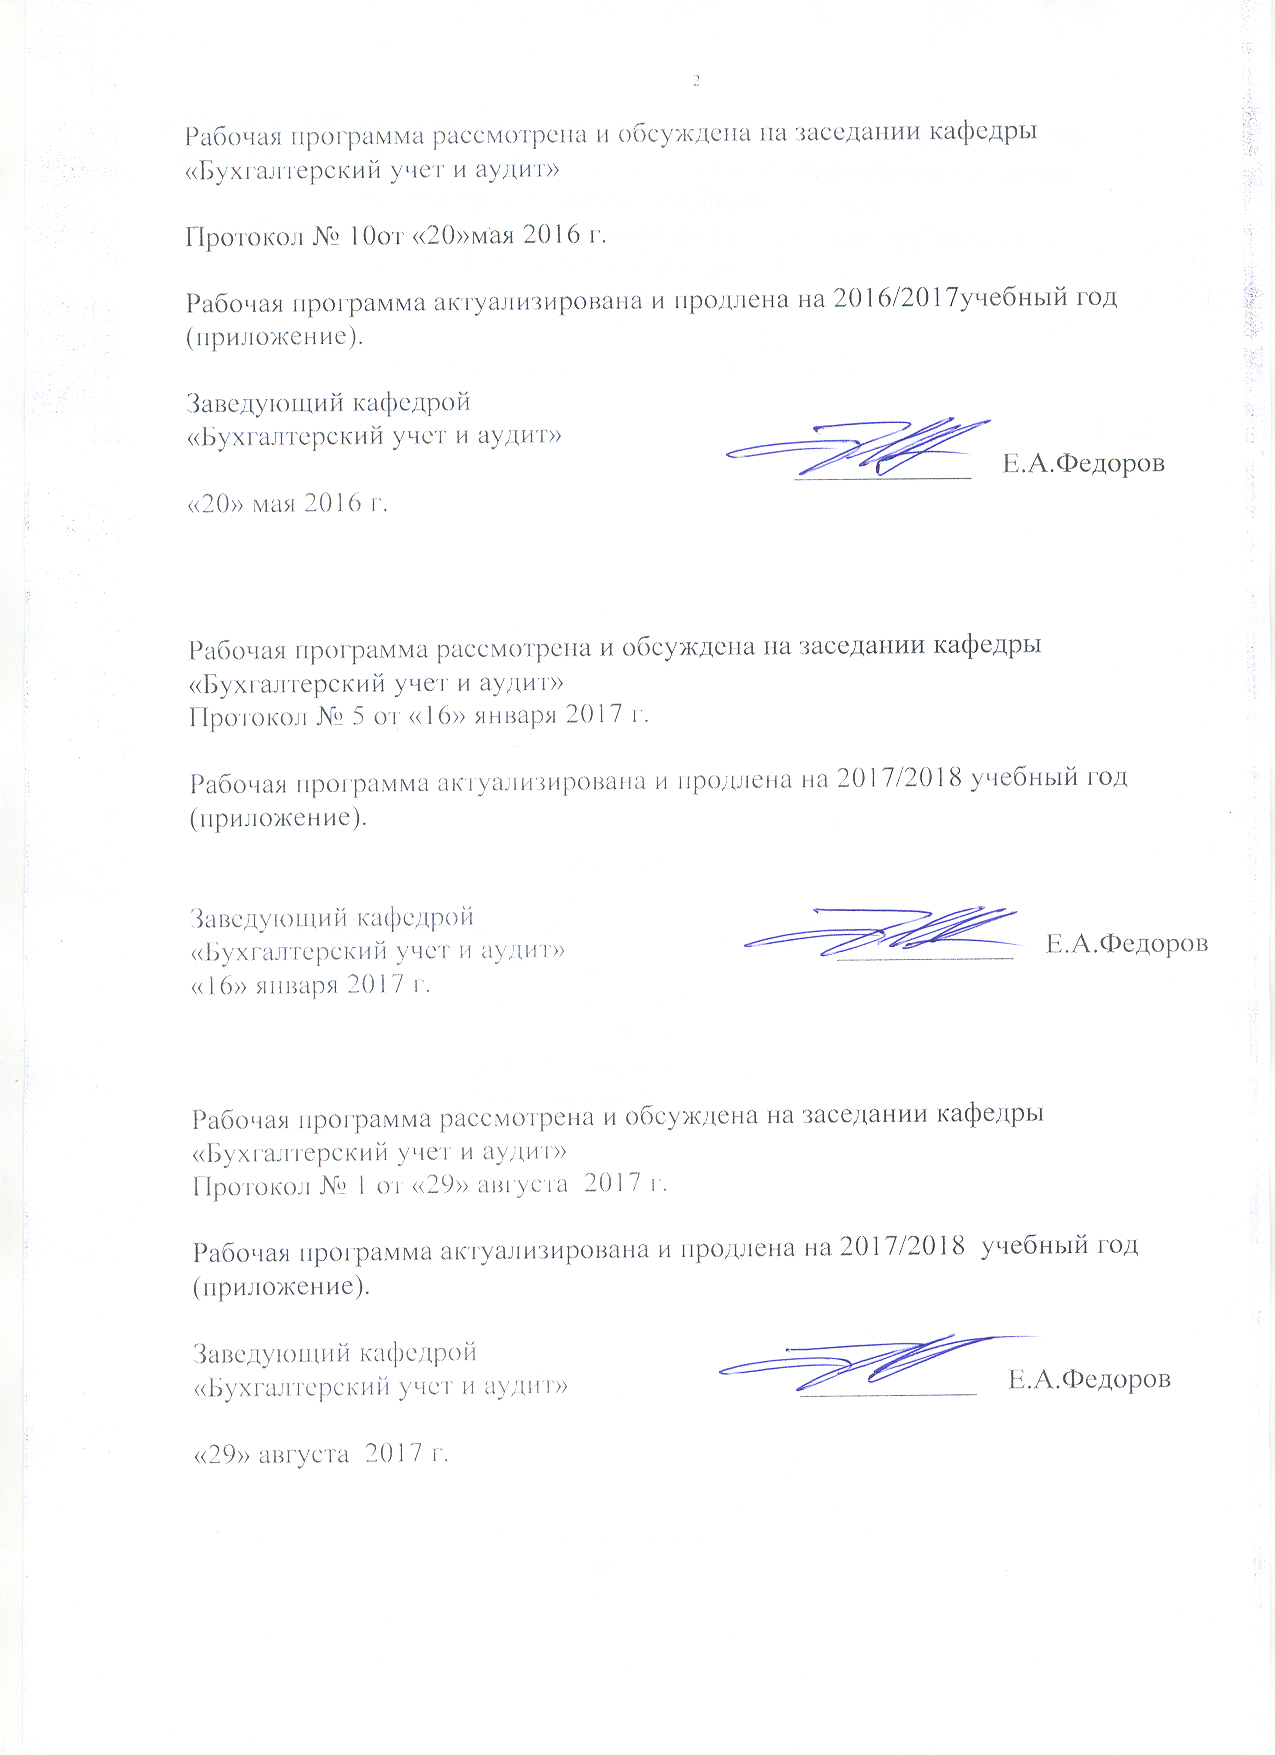 2
Рабочая программа рассмотрена и обсуждена на заседании кафедры
«Бухгалтерский учет и аудит»
Протокол № 10от «20»мая 2016 г.
Рабочая программа актуализирована и продлена на 2016/2017учебный год
(приложение).
Заведующий кафедрой
«Бухгалтерский учет и аудит»
Е.А.Федоров
«20» мая 2016 г.
Рабочая программа рассмотрена и обсуждена на заседании кафедры
«Бухгалтерский учет и аудит»
Протокол № 5 от «16» января 2017 г.
Рабочая программа актуализирована и продлена на 2017/2018 учебный год
(приложение).
Заведующий кафедрой
«Бухгалтерский учет и аудит» Е.А.Федоров
«16» января 2017 г.
Рабочая программа рассмотрена и обсуждена на заседании кафедры
«Бухгалтерский учет и аудит»
Протокол № 1 от «29» августа 2017 г.
Рабочая программа актуализирована и продлена на 2017/2018 учебный год
(приложение).
Заведующий кафедрой
«Бухгалтерский учет и аудит» Е.А.Федоров
«29» августа 2017 г.